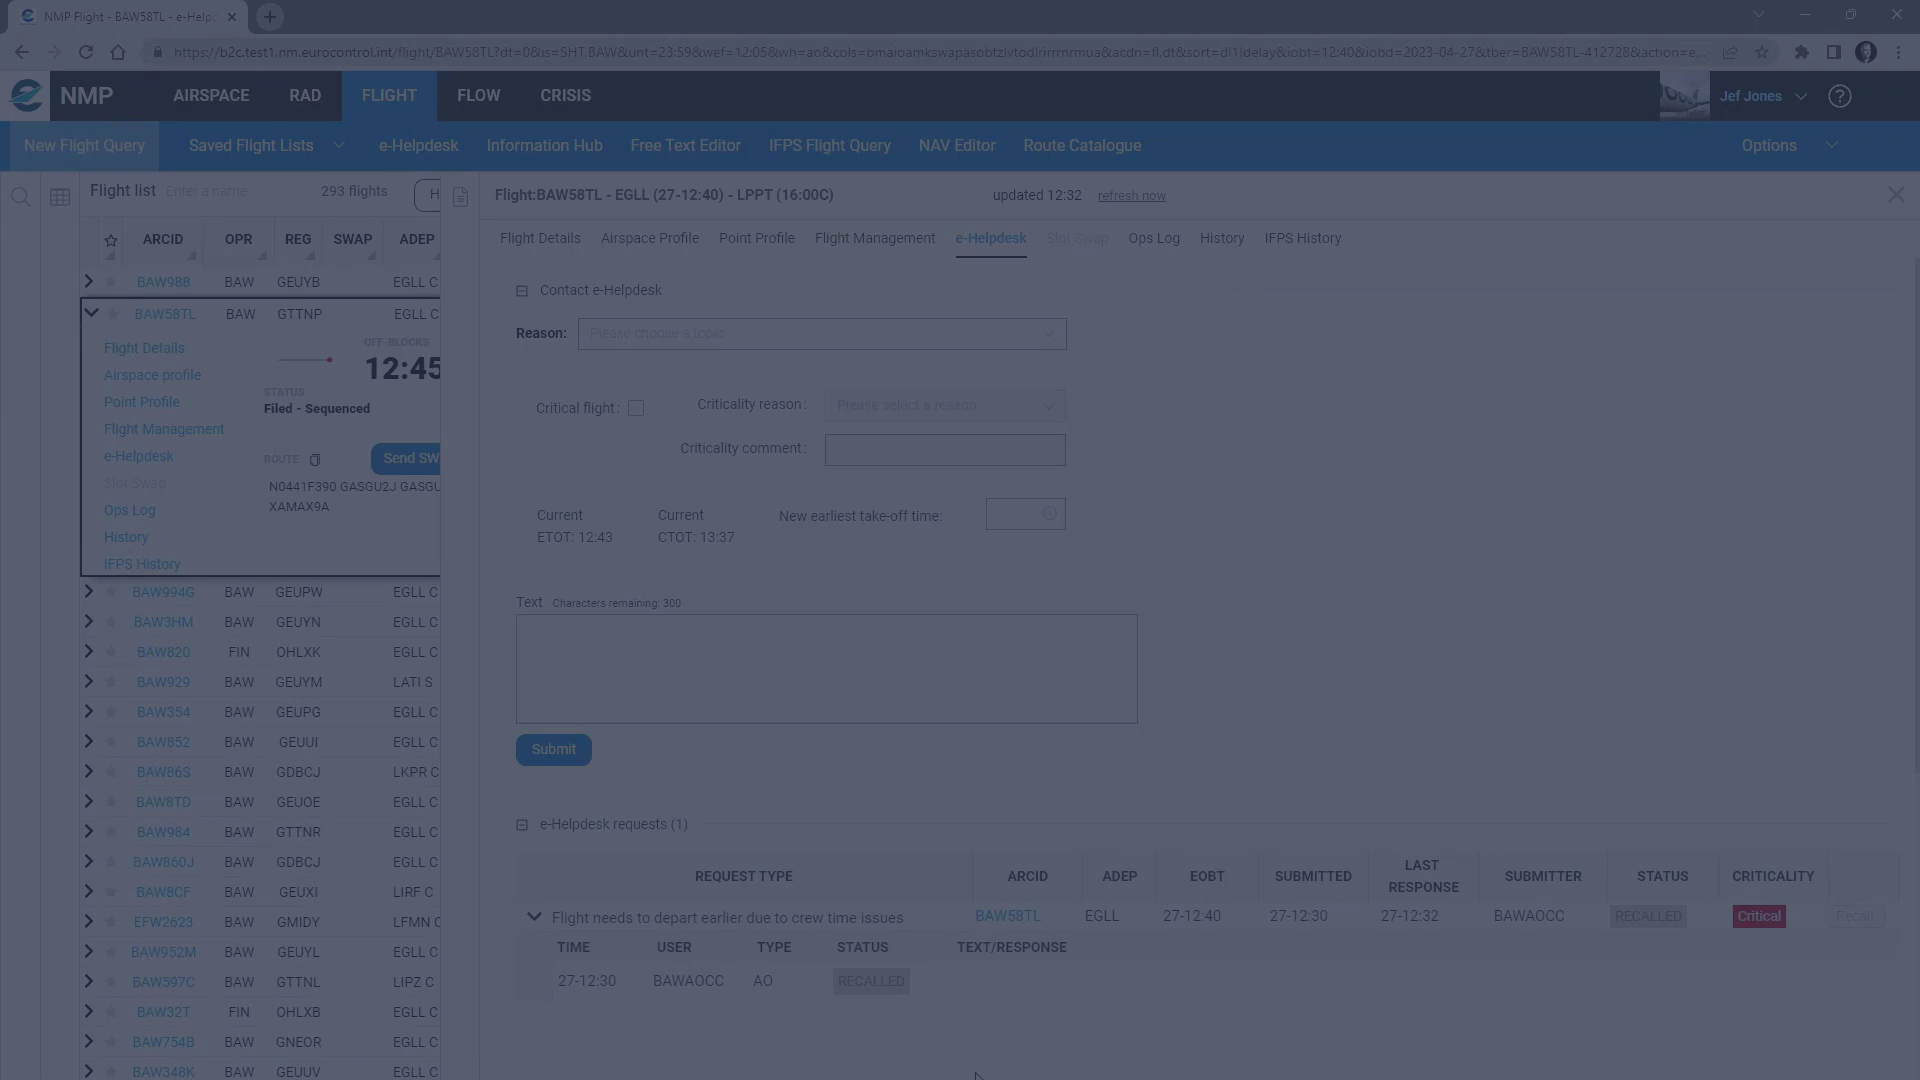 NMP Flight - BAW58TL - e-Help
https://b2c.test1.nm.eurocontrol.int/flight/BAW58TL?dt=0&is=SHT.BAW&unt=23:59&wef=12:05&wh=ao&cols=bmaioamkswapasobtzlvtodlrirrrnrmua&acdn=fl.dt&sort=dl1!delay&iobt=12:40&iobd=2023-04-27&tber=BAW58TL-412728&action=e...
NMP AIRSPACE RAD FLIGHT FLOW CRISIS Jef Jones ?
New Flight Query Saved Flight Lists e-Helpdesk Information Hub Free Text Editor IFPS Flight Query NAV Editor Route Catalogue Options
Flight list Enter a name 293 flights H
ARCID OPR REG SWAP ADEP
BAW988 BAW GEUYB EGLL C
BAW58TL BAW GTTNP EGLL C
Flight Details OFF-BLOCKS
12:45
Airspace profile STATUS
Point Profile Filed - Sequenced
Flight Management
e-Helpdesk ROUTE Send SW
Slot Swap N0441F390 GASGU2J GASGU
Ops Log XAMAX9A
History
IFPS History
BAW994G BAW GEUPW EGLL C
BAW3HM BAW GEUYN EGLL C
BAW820 FIN OHLXK EGLL C
BAW929 BAW GEUYM LATI S
BAW354 BAW GEUPG EGLL C
BAW852 BAW GEUUI EGLL C
BAW86S BAW GDBCJ LKPR C
BAW8TD BAW GEUOE EGLL C
BAW984 BAW GTTNR EGLL C
BAW860J BAW GDBCJ EGLL C
BAW8CF BAW GEUXI LIRF C
EFW2623 BAW GMIDY LFMN C
BAW952M BAW GEUYL EGLL C
BAW597C BAW GTTNL LIPZ C
BAW32T FIN OHLXB EGLL C
BAW754B BAW GNEOR EGLL C
BAW348K BAW GEUUV EGLL C
Flight:BAW58TL - EGLL (27-12:40) - LPPT (16:00C) updated 12:32 refresh now
Flight Details Airspace Profile Point Profile Flight Management e-Helpdesk Slot Swap Ops Log History IFPS History
Contact e-Helpdesk
Reason: Please choose a topic
Critical flight: Criticality reason: Please select a reason
Criticality comment:
Current Current New earliest take-off time:
ETOT: 12:43 CTOT: 13:37
Text Characters remaining: 300
Submit
e-Helpdesk requests (1)
REQUEST TYPE ARCID ADEP EOBT SUBMITTED LAST RESPONSE SUBMITTER STATUS CRITICALITY
Flight needs to depart earlier due to crew time issues BAW58TL EGLL 27-12:40 27-12:30 27-12:32 BAWAOCC RECALLED Critical Recall
TIME USER TYPE STATUS TEXT/RESPONSE
27-12:30 BAWAOCC AO RECALLED